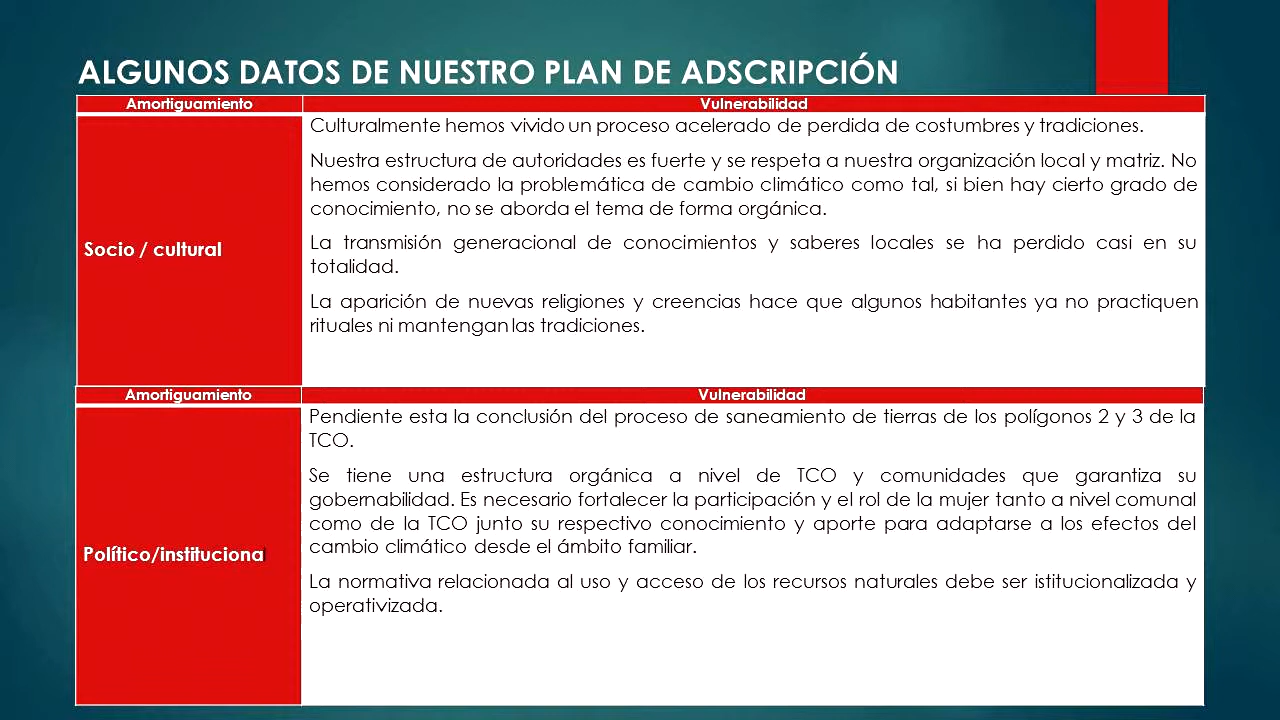 ALGUNOS DATOS DE NUESTRO PLAN DE ADSCRIPCIÓN
Amortiguamiento
Vulnerabilidad
Socio / cultural
Culturalmente hemos vivido un proceso acelerado de perdida de costumbres y tradiciones.
Nuestra estructura de autoridades es fuerte y se respeta a nuestra organización local y matriz. No
hemos considerado la problemática de cambio climático como tal, si bien hay cierto grado de
conocimiento, no se aborda el tema de forma orgánica.
La transmisión generacional de conocimientos y saberes locales se ha perdido casi en su
totalidad.
La aparición de nuevas religiones y creencias hace que algunos habitantes ya no practiquen
rituales ni mantengan las tradiciones.
Amortiguamiento
Vulnerabilidad
Político/instituciona
Pendiente esta la conclusión del proceso de saneamiento de tierras de los polígonos 2 y 3 de la
TCO.
Se tiene una estructura orgánica a nivel de TCO y comunidades que garantiza su
gobernabilidad. Es necesario fortalecer la participación y el rol de la mujer tanto a nivel comunal
como de la TCO junto su respectivo conocimiento y aporte para adaptarse a los efectos del
cambio climático desde el ámbito familiar.
La normativa relacionada al uso y acceso de los recursos naturales debe ser istitucionalizada y
operativizada.